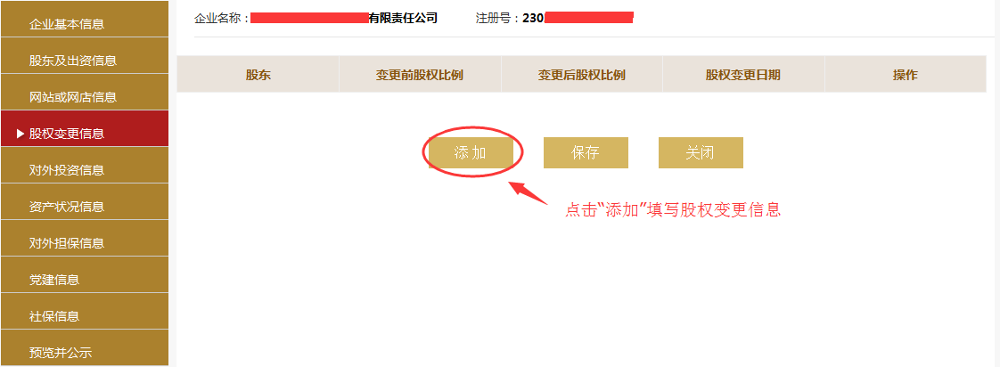 企业基本信息
股东及出资信息
网站或网店信息
股权变更信息
对外投资信息
资产状况信息
对外担保信息
党建信息
社保信息
预览并公示
企业名称：有限责任公司 注册号：230
股东 变更前股权比例 变更后股权比例 股权变更日期 操作
添 加 保存 关闭
点击“添加”填写股权变更信息